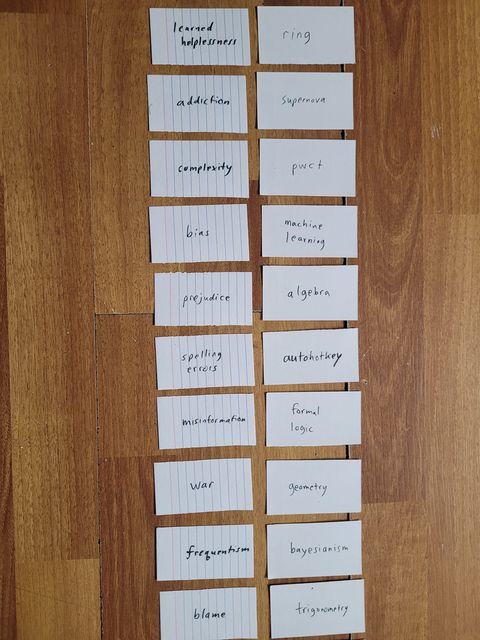 learned
helplessness
ring
addiction
supernova
complexity
pwct
bias
machine
learning
prejudice
algebra
spelling
errors
autohotkey
misinformation
formal
logic
war
geometry
frequentism
bayesianism
blame
trigonometry